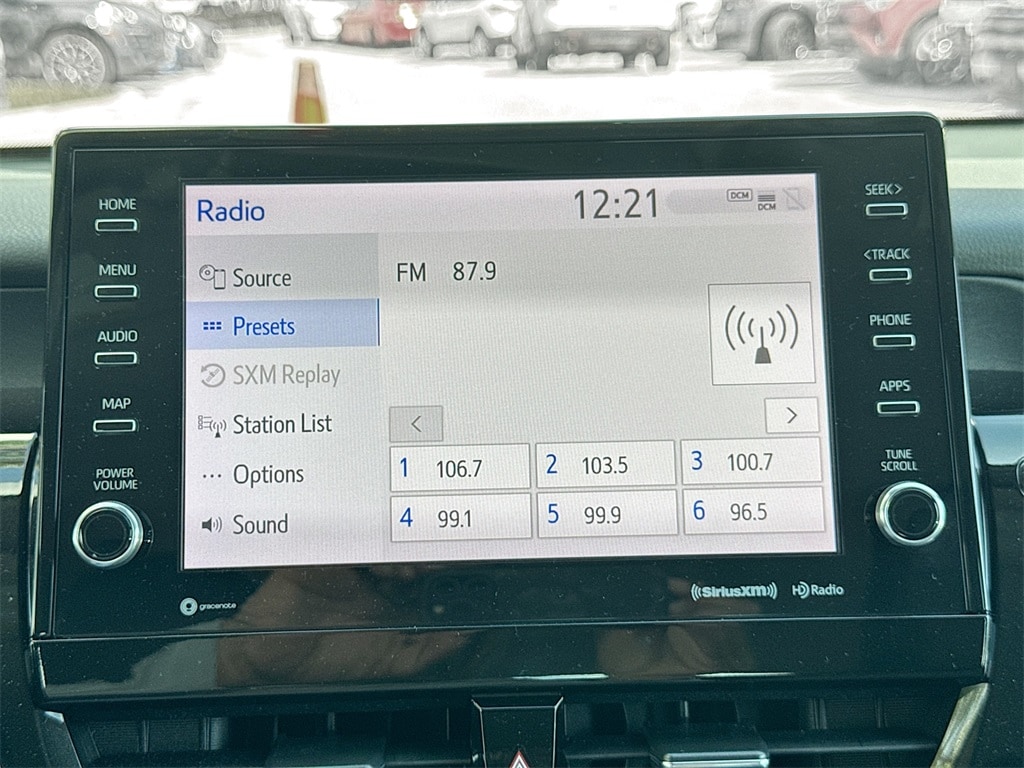 HOME
MENU
AUDIO
MAP
POWER
VOLUME
Radio
12:21
DCM
DCM
Source
Presets
SXM Replay
Station List
Options
Sound
FM 87.9
<
>
1 106.7
2 103.5
3 100.7
4 99.1
5 99.9
6 96.5
SEEK>
<TRACK
PHONE
APPS
TUNE
SCROLL
gracenote
((SiriusXM))
HD Radio